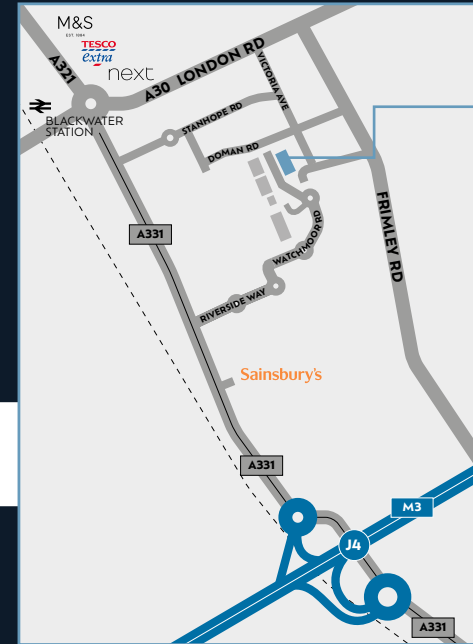 M&S
EST. 1884
TESCO
extra
next
A321
A30 LONDON RD
VICTORIA AVE
BLACKWATER
STATION
STANHOPE RD
DOMAN RD
FRIMLEY RD
A331
WATCHMOOR RD
RIVERSIDE WAY
Sainsbury's
A331
M3
J4
A331